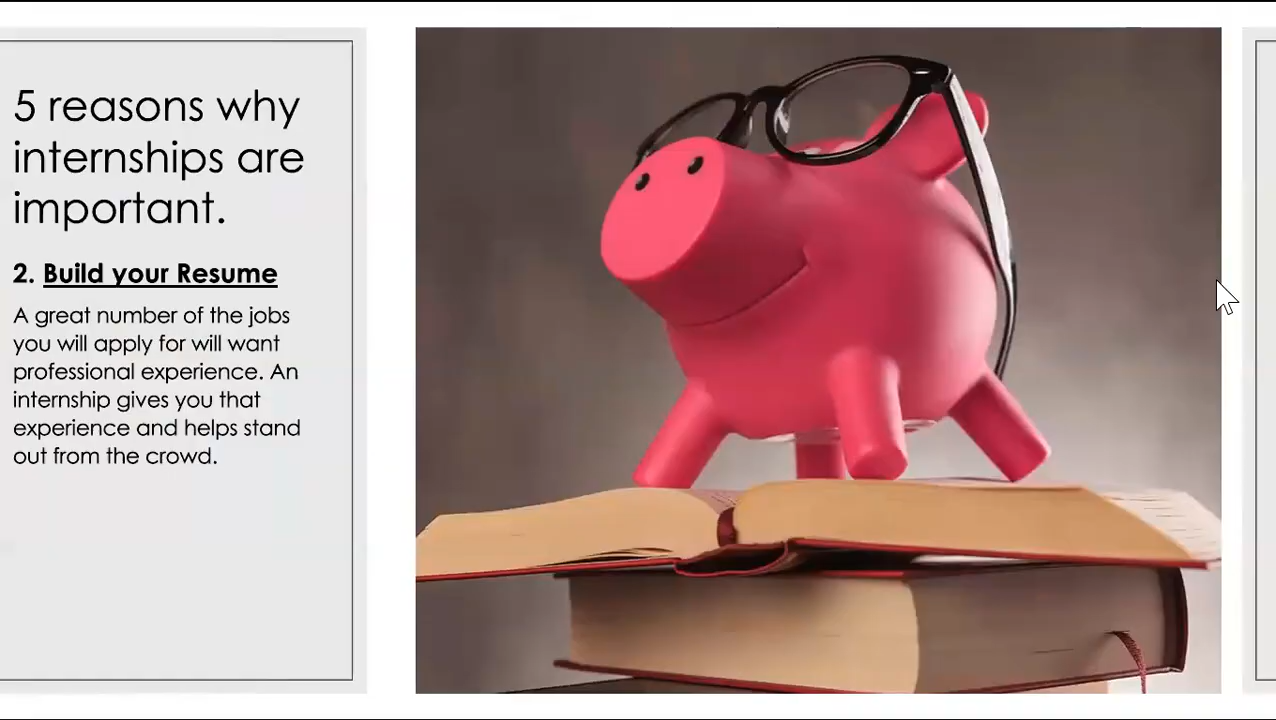 5 reasons why
internships are
important.
2. Build your Resume
A great number of the jobs
you will apply for will want
professional experience. An
internship gives you that
experience and helps stand
out from the crowd.